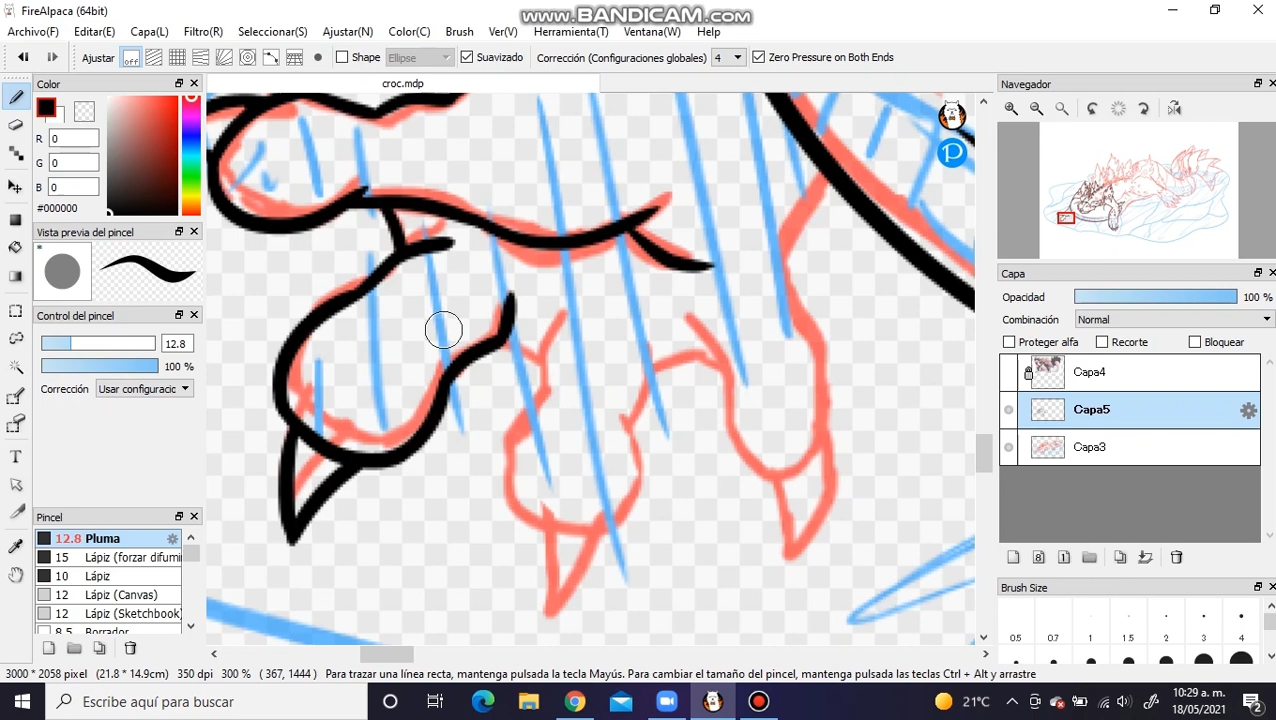 FireAlpaca (64bit)
www.BANDICAM.com
Archivo(F) Editar(E) Capa(L) Filtro(R) Seleccionar(S) Ajustar(N) Color(C) Brush Ver(V) Herramienta(T) Ventana(W) Help
Ajustar off Shape Ellipse Suavizado Corrección (Configuraciones globales) 4 Zero Pressure on Both Ends
Color
croc.mdp
Navegador
R 0
G 0
B 0
#000000
Vista previa del pincel
Control del pincel
12.8
100 %
Corrección Usar configuracic
Capa
Opacidad 100 %
Combinación Normal
Proteger alfa Recorte Bloquear
Capa4
Capa5
Capa3
Pincel
12.8 Pluma
15 Lápiz (forzar difumi
10 Lápiz
12 Lápiz (Canvas)
12 Lápiz (Sketchbook)
8.5 Borrador
Brush Size
0.5 0.7 1 1.5 2 3 4
3000 * 2058 pixel (21.8 * 14.9cm) 350 dpi 300 % ( 367, 1444 ) Para trazar una línea recta, mantenga pulsada la tecla Mayús. Para cambiar el tamaño del pincel, mantenga pulsadas las teclas Ctrl + Alt y arrastre
Escribe aquí para buscar
21°C
10:29 a. m.
18/05/2021
2